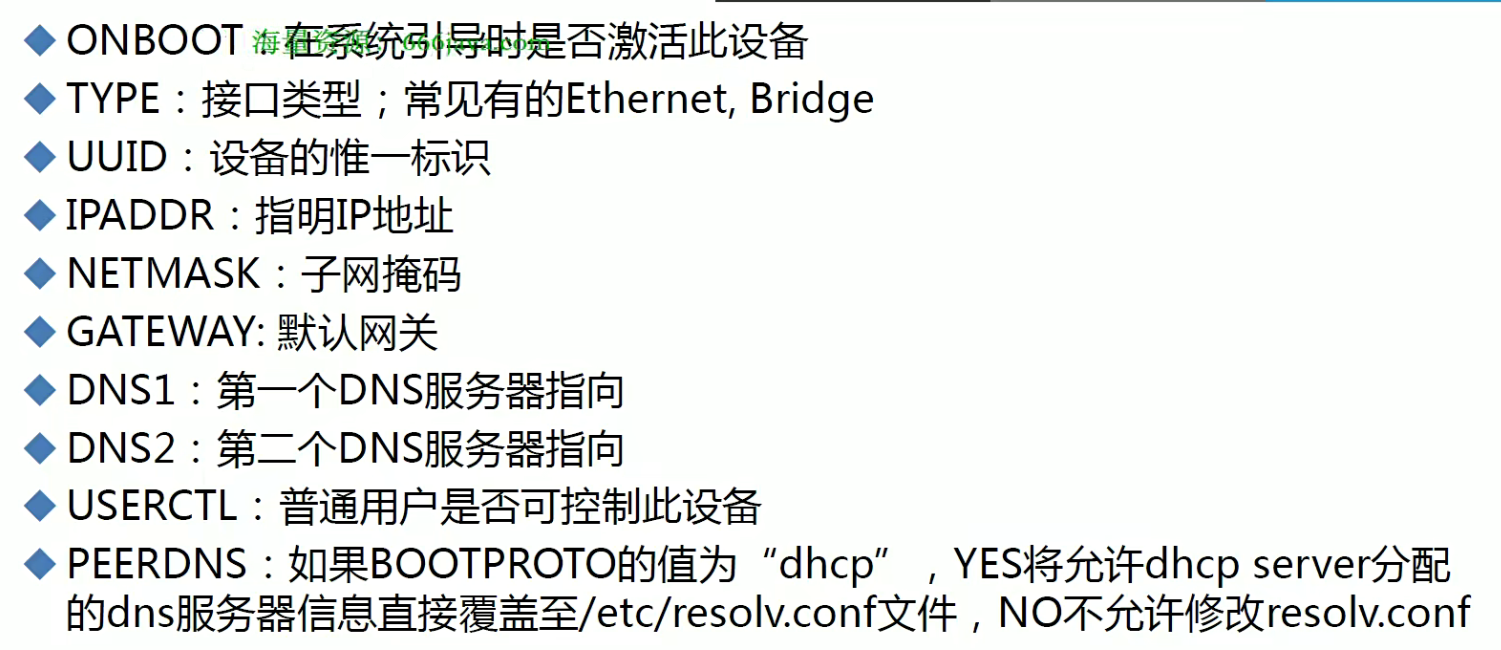 ONBOOT：在系统引导时是否激活此设备
海量资源：666java.com
TYPE：接口类型；常见有的Ethernet, Bridge
UUID：设备的惟一标识
IPADDR：指明IP地址
NETMASK：子网掩码
GATEWAY: 默认网关
DNS1：第一个DNS服务器指向
DNS2：第二个DNS服务器指向
USERCTL：普通用户是否可控制此设备
PEERDNS：如果BOOTPROTO的值为“dhcp”，YES将允许dhcp server分配
的dns服务器信息直接覆盖至/etc/resolv.conf文件，NO不允许修改resolv.conf